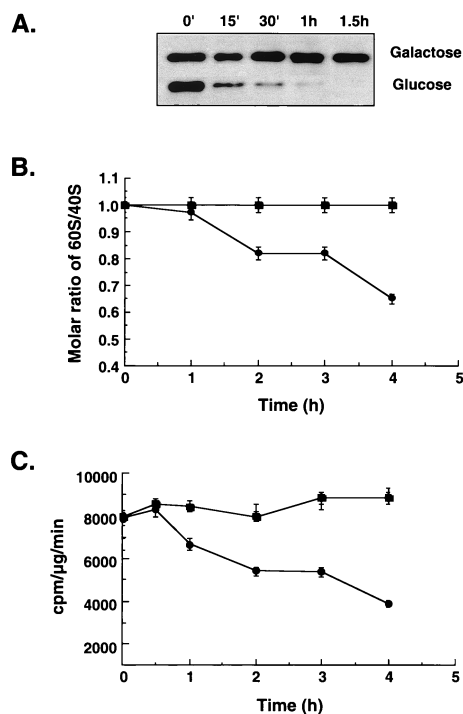 A.
0' 15' 30' 1h 1.5h
Galactose
Glucose
B.
Molar ratio of 60S/40S
1.1
1.0
0.9
0.8
0.7
0.6
0.5
0.4
0 1 2 3 4 5
Time (h)
C.
cpm/µg/min
10000
8000
6000
4000
2000
0 1 2 3 4 5
Time (h)